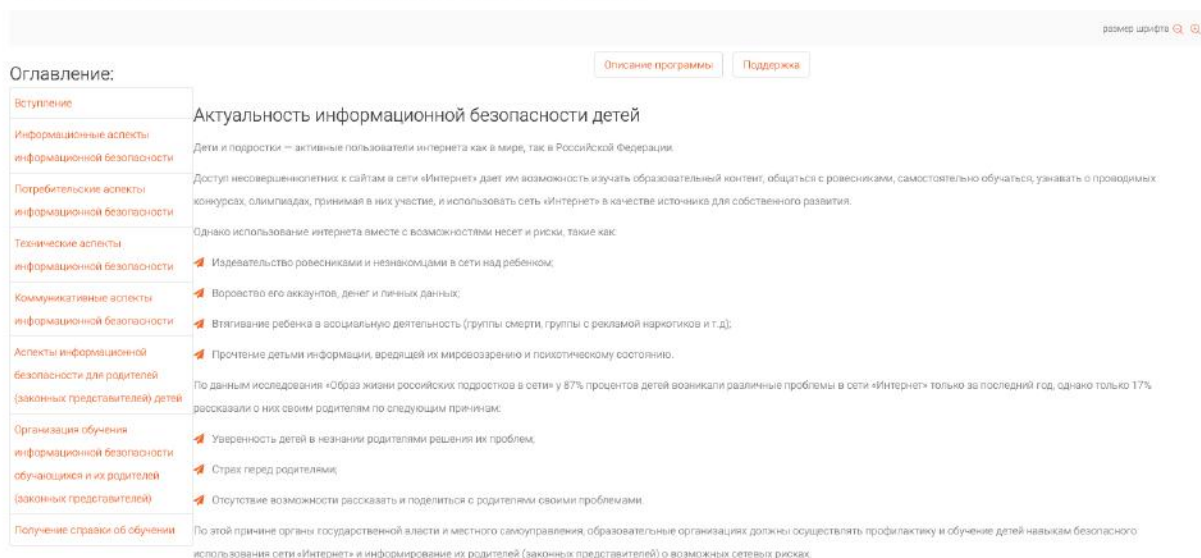 размер шрифта
Оглавление:
Описание программы
Поддержка
Вступление
Информационные аспекты
информационной безопасности
Потребительские аспекты
информационной безопасности
Технические аспекты
информационной безопасности
Коммуникативные аспекты
информационной безопасности
Аспекты информационной
безопасности для родителей
(законных представителей) детей
Организация обучения
информационной безопасности
обучающихся и их родителей
(законных представителей)
Получение справки об обучении
Актуальность информационной безопасности детей
Дети и подростки — активные пользователи интернета как в мире, так в Российской Федерации.
Доступ несовершеннолетних к сайтам в сети «Интернет» дает им возможность изучать образовательный контент, общаться с ровесниками, самостоятельно обучаться, узнавать о проводимых
конкурсах, олимпиадах, принимая в них участие, и использовать сеть «Интернет» в качестве источника для собственного развития.
Однако использование интернета вместе с возможностями несет и риски, такие как:
Издевательство ровесниками и незнакомцами в сети над ребенком;
Воровство его аккаунтов, денег и личных данных;
Втягивание ребенка в асоциальную деятельность (группы смерти, группы с рекламой наркотиков и т.д);
Прочтение детьми информации, вредящей их мировоззрению и психотическому состоянию.
По данным исследования «Образ жизни российских подростков в сети» у 87% процентов детей возникали различные проблемы в сети «Интернет» только за последний год, однако только 17%
рассказали о них своим родителям по следующим причинам:
Уверенность детей в незнании родителями решения их проблем;
Страх перед родителями;
Отсутствие возможности рассказать и поделиться с родителями своими проблемами.
По этой причине органы государственной власти и местного самоуправления, образовательные организациях должны осуществлять профилактику и обучение детей навыкам безопасного
использования сети «Интернет» и информирование их родителей (законных представителей) о возможных сетевых рисках.